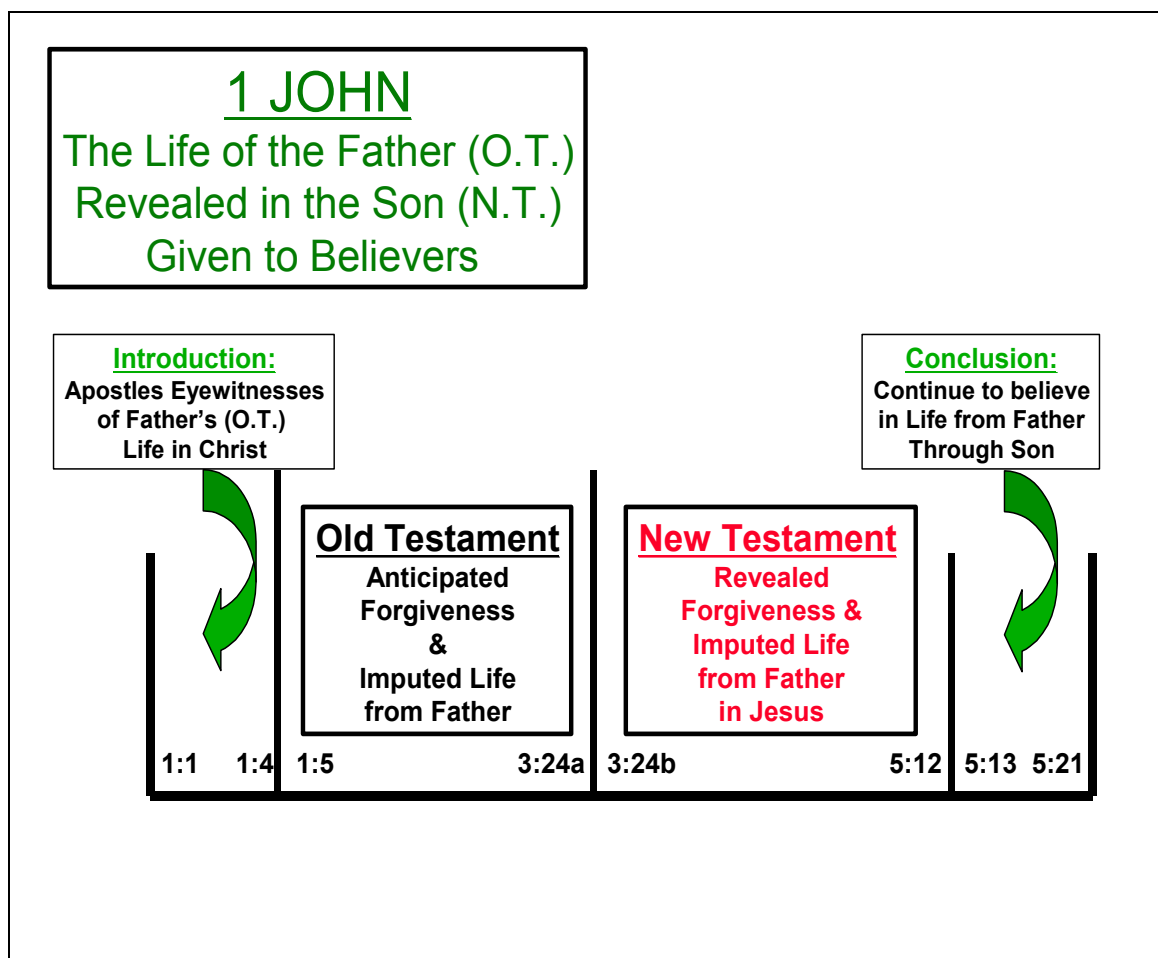 1 JOHN
The Life of the Father (O.T.)
Revealed in the Son (N.T.)
Given to Believers
Introduction:
Apostles Eyewitnesses
of Father's (O.T.)
Life in Christ
Conclusion:
Continue to believe
in Life from Father
Through Son
Old Testament
Anticipated
Forgiveness
&
Imputed Life
from Father
New Testament
Revealed
Forgiveness &
Imputed Life
from Father
in Jesus
1:1 1:4 1:5 3:24a 3:24b 5:12 5:13 5:21